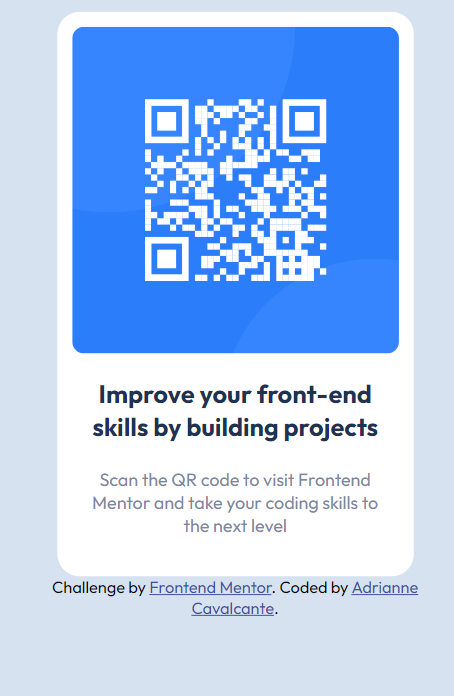 Improve your front-end
skills by building projects
Scan the QR code to visit Frontend
Mentor and take your coding skills to
the next level
Challenge by Frontend Mentor. Coded by Adrianne
Cavalcante.